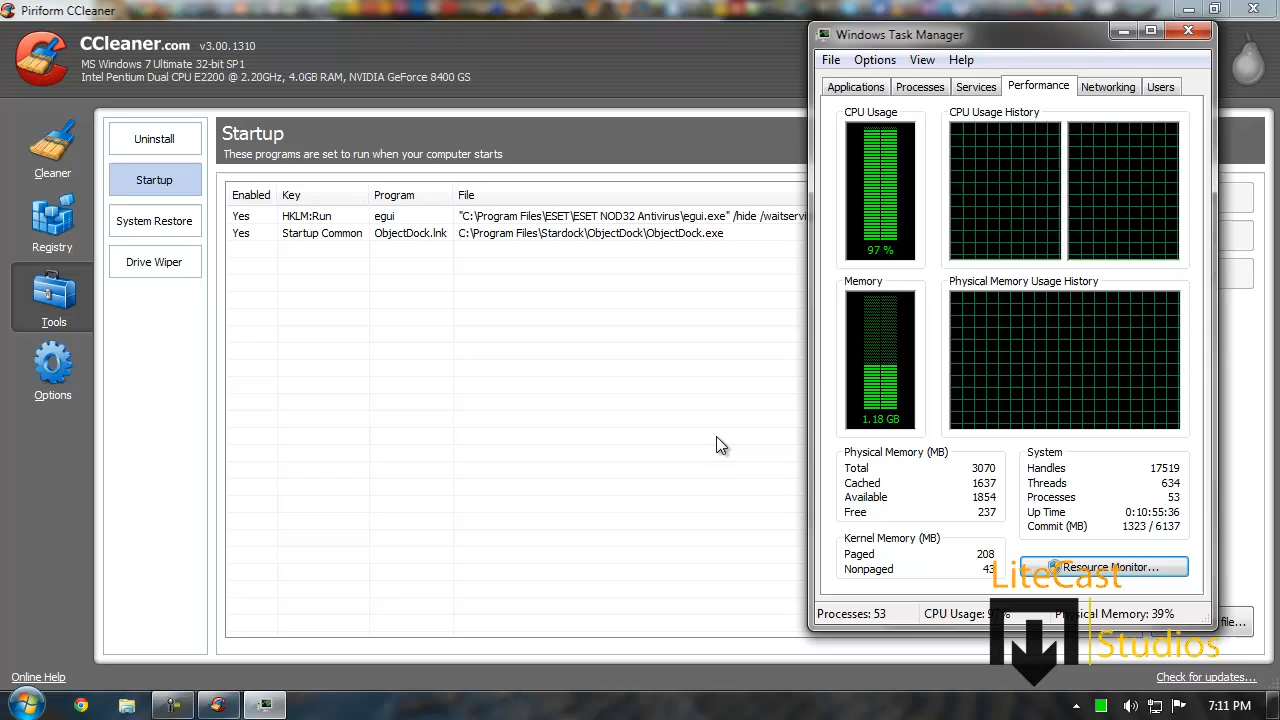 Piriform CCleaner
CCleaner.com v3.00.1310
MS Windows 7 Ultimate 32-bit SP1
Intel Pentium Dual CPU E2200 @ 2.20GHz, 4.0GB RAM, NVIDIA GeForce 8400 GS
Cleaner
Registry
Tools
Options
Uninstall
Startup
System Restore
Drive Wiper
Startup
These programs are set to run when your computer starts
Enabled Key Program File
Yes HKLM:Run egui "C:\Program Files\ESET\ESET NOD32 Antivirus\egui.exe" /hide /waitservi
Yes Startup Common ObjectDock.lnk C:\Program Files\Stardock\ObjectDock\ObjectDock.exe
Windows Task Manager
File Options View Help
Applications Processes Services Performance Networking Users
CPU Usage CPU Usage History
97 %
Memory Physical Memory Usage History
1.18 GB
Physical Memory (MB)
Total 3070
Cached 1637
Available 1854
Free 237
Kernel Memory (MB)
Paged 208
Nonpaged 43
System
Handles 17519
Threads 634
Processes 53
Up Time 0:10:55:36
Commit (MB) 1323 / 6137
Resource Monitor...
Processes: 53 CPU Usage: 97% Physical Memory: 39%
LiteCast
Studios
file...
Online Help
Check for updates...
7:11 PM